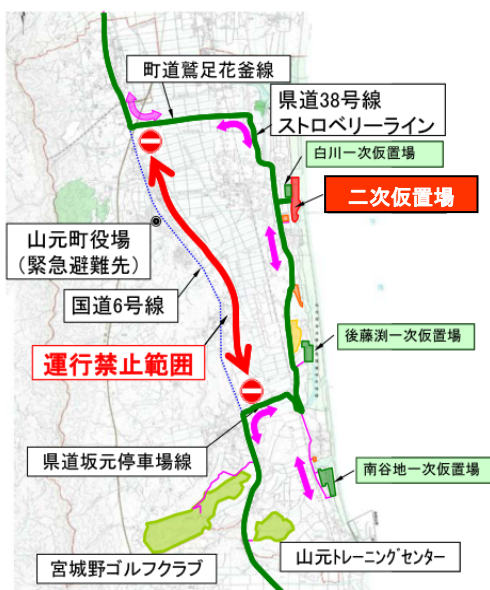 町道鷲足花釜線
県道38号線
ストロベリーライン
白川一次仮置場
二次仮置場
山元町役場
(緊急避難先)
国道6号線
運行禁止範囲
後藤渕一次仮置場
県道坂元停車場線
南谷地一次仮置場
宮城野ゴルフクラブ
山元トレーニングセンター